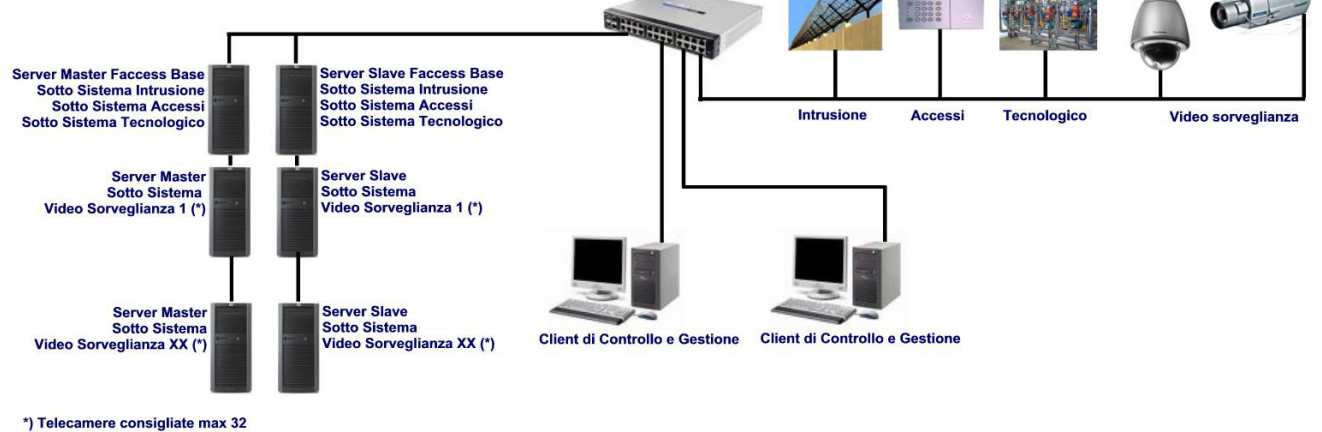 Server Master Faccess Base
Sotto Sistema Intrusione
Sotto Sistema Accessi
Sotto Sistema Tecnologico
Server Slave Faccess Base
Sotto Sistema Intrusione
Sotto Sistema Accessi
Sotto Sistema Tecnologico
Intrusione
Accessi
Tecnologico
Video sorveglianza
Server Master
Sotto Sistema
Video Sorveglianza 1 (*)
Server Slave
Sotto Sistema
Video Sorveglianza 1 (*)
Server Master
Sotto Sistema
Video Sorveglianza XX (*)
Server Slave
Sotto Sistema
Video Sorveglianza XX (*)
Client di Controllo e Gestione
Client di Controllo e Gestione
*) Telecamere consigliate max 32